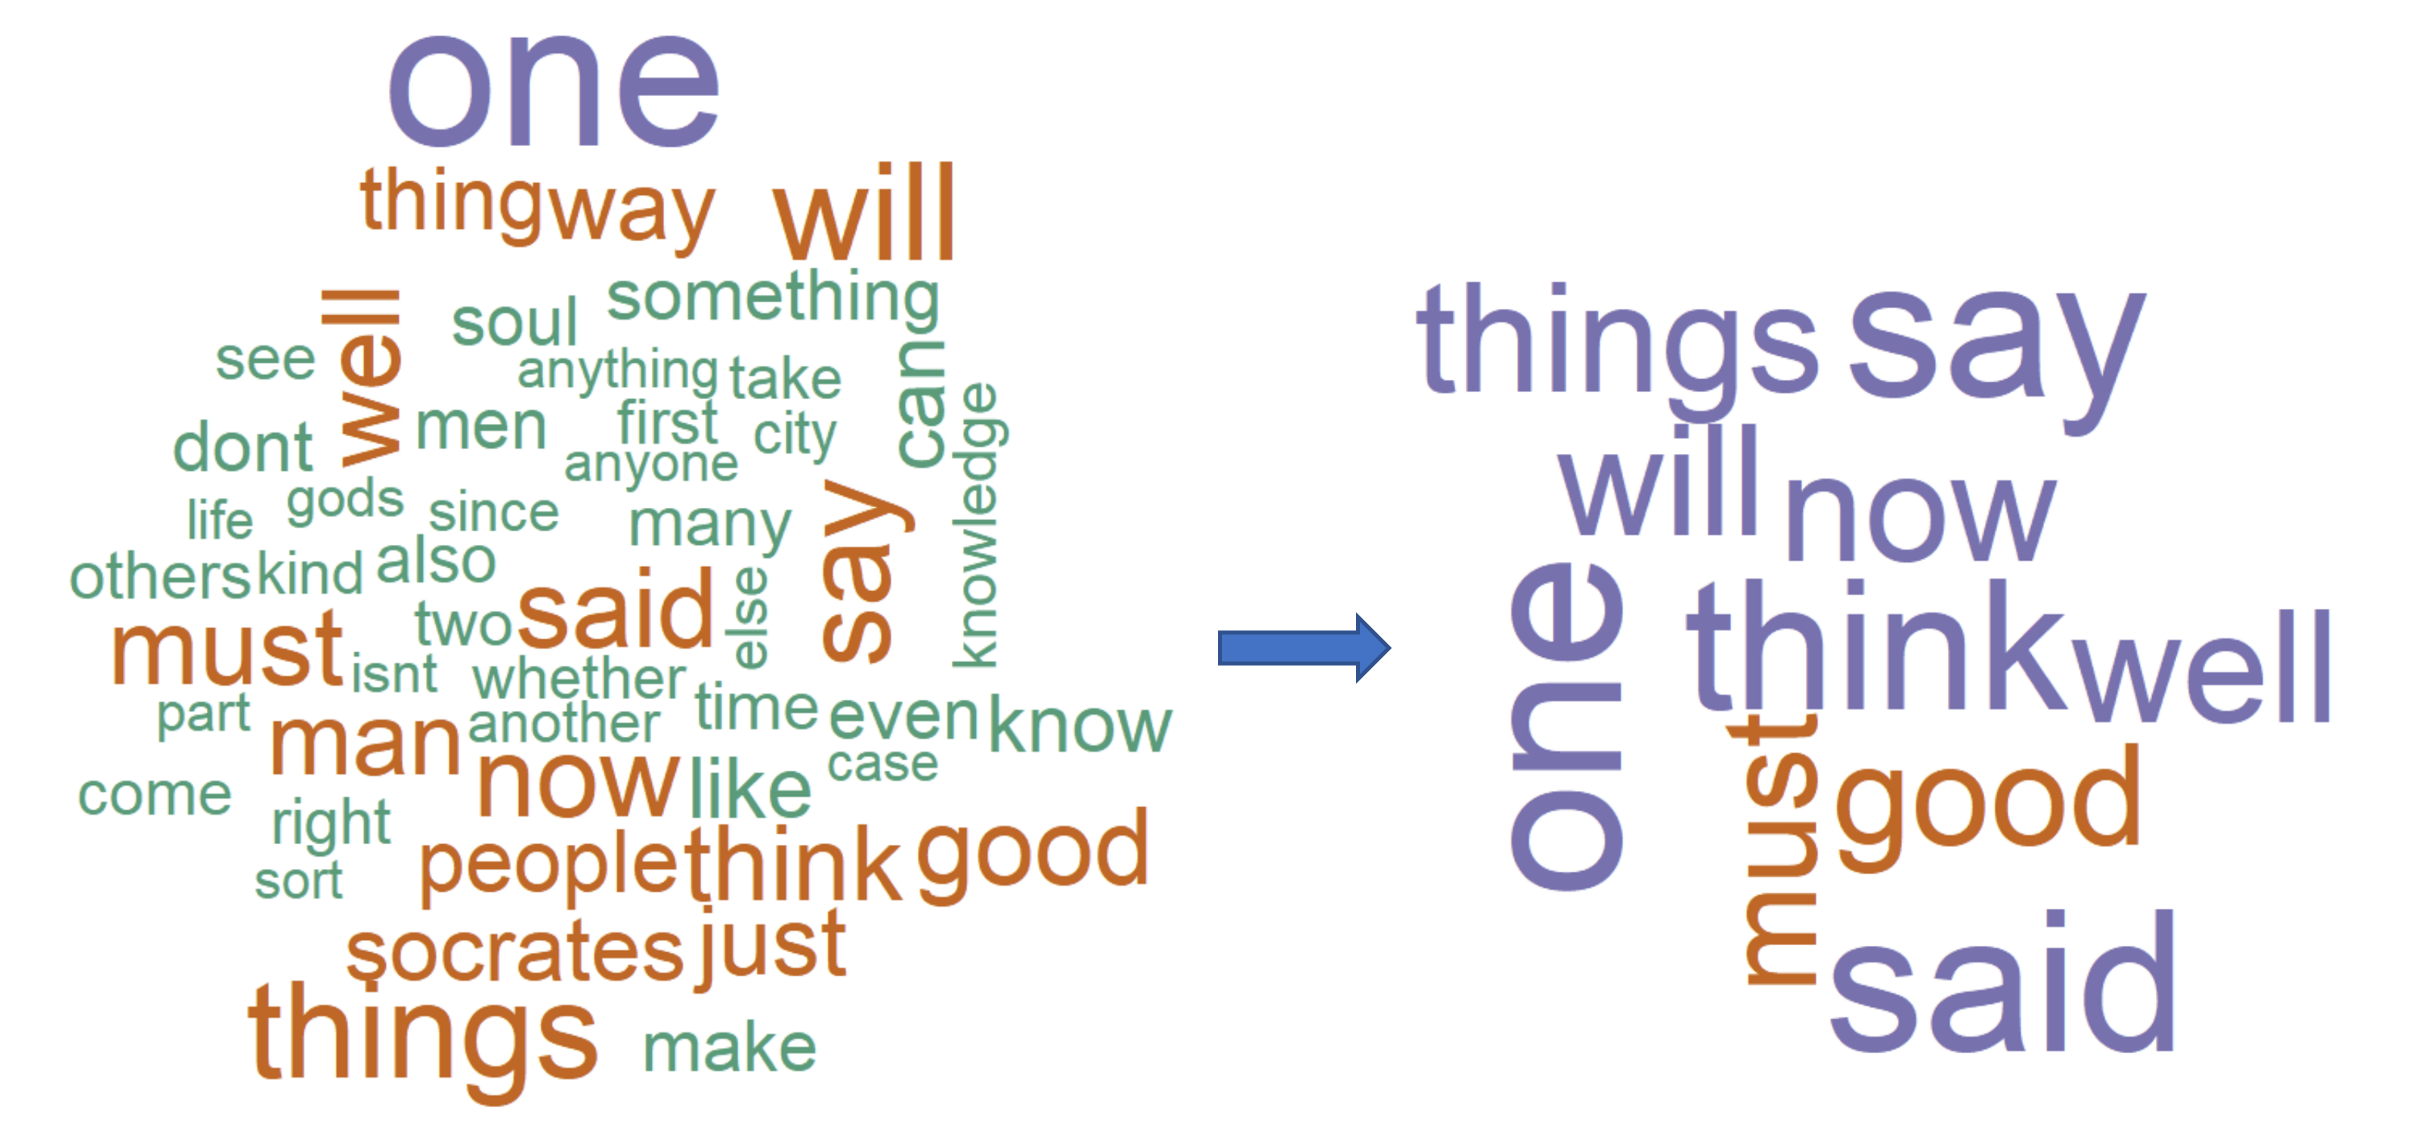 one
thing way will
well soul something
see anything take can
dont men first city knowledge
anyone
life gods since many say
others kind also
must two said else
isnt whether
part another time even know
man now like case
come right
people think good
sort
socrates just
things make
things say
will now
one think well
must good
said